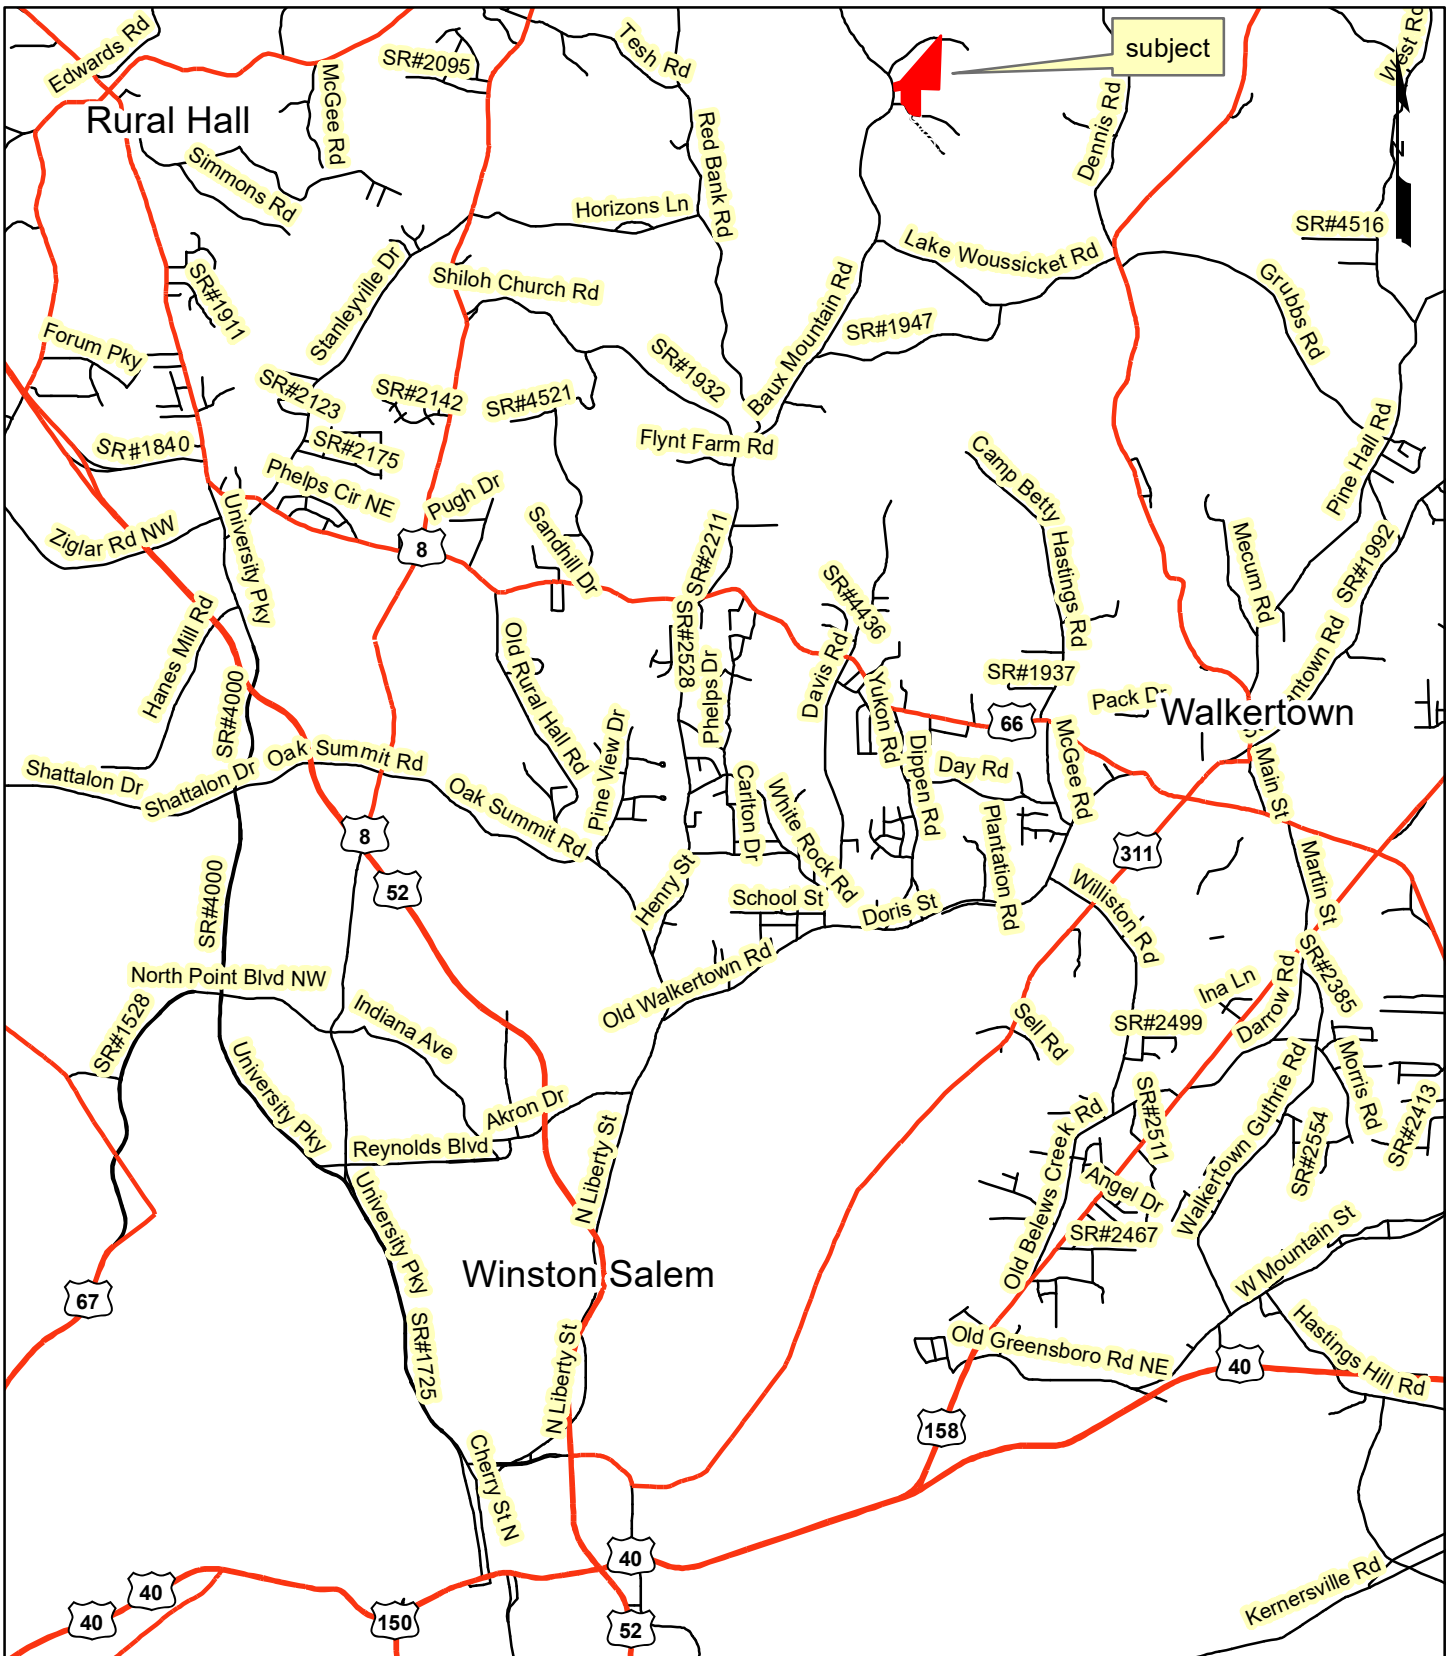 Edwards Rd
Rural Hall
McGee Rd
SR#2095
Tesh Rd
subject
West Rd
Simmons Rd
Red Bank Rd
Dennis Rd
N
Horizons Ln
SR#4516
SR#1911
Stanleyville Dr
Shiloh Church Rd
Lake Woussicket Rd
Grubbs Rd
Forum Pky
Baux Mountain Rd
SR#1947
SR#2123
SR#2142
SR#4521
SR#1932
SR#1840
SR#2175
Flynt Farm Rd
Camp Betty Hastings Rd
Pine Hall Rd
Phelps Cir NE
Pugh Dr
Ziglar Rd NW
University Pky
8
Sandhill Dr
SR#2211
Mecum Rd
SR#1992
Hanes Mill Rd
SR#4000
Old Rural Hall Rd
SR#2528
Phelps Dr
SR#4436
Davis Rd
Yukon Rd
SR#1937
Pack Dr
antown Rd
Walkertown
66
Shattalon Dr
Shattalon Dr
Oak Summit Rd
Oak Summit Rd
Pine View Dr
Carlton Dr
White Rock Rd
Dippen Rd
Day Rd
McGee Rd
Plantation Rd
Main St
8
52
311
SR#4000
Henry St
School St
Doris St
Williston Rd
Martin St
North Point Blvd NW
Old Walkertown Rd
SR#2385
SR#1528
Indiana Ave
Ina Ln
Darrow Rd
Sell Rd
SR#2499
University Pky
Akron Dr
Reynolds Blvd
N Liberty St
Old Belews Creek Rd
SR#2511
Walkertown Guthrie Rd
Morris Rd
SR#2413
SR#2554
Angel Dr
SR#2467
University Pky
W Mountain St
Winston Salem
67
SR#1725
N Liberty St
Old Greensboro Rd NE
40
Hastings Hill Rd
158
Cherry St N
40
40
40
150
52
Kernersville Rd